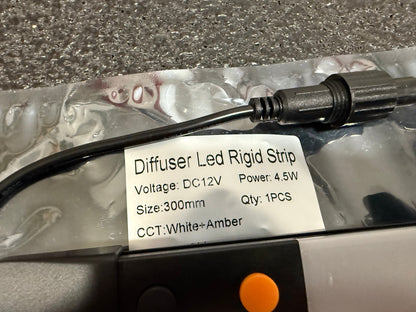 Diffuser Led Rigid Strip
Voltage: DC12V Power: 4.5W
Size:300mm Qty: 1PCS
CCT:White+Amber